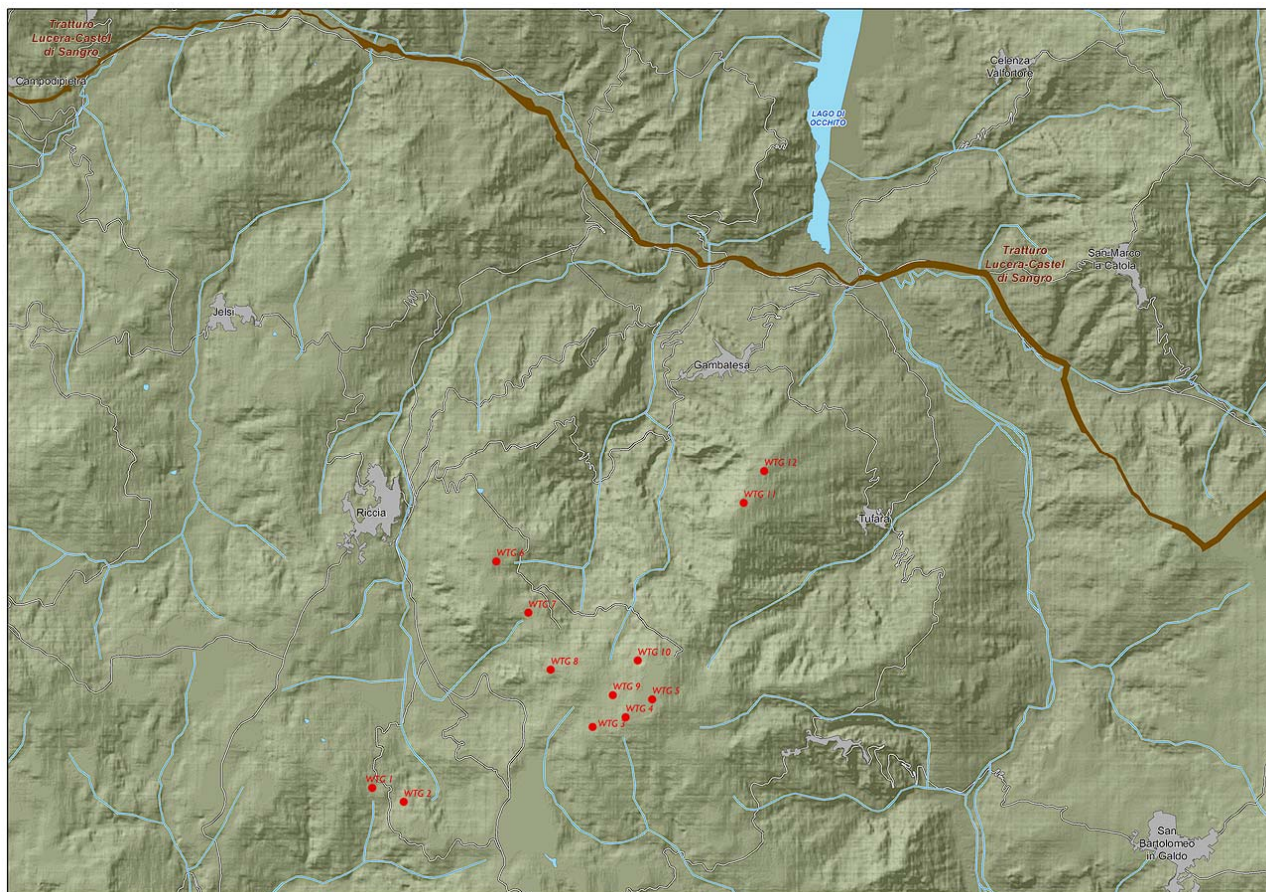 Tratturo
Lucera-Castel
di Sangro
Campodipietra
Celenza
Valfortore
LAGO DI
OCCHITO
Tratturo
Lucera-Castel
di Sangro
San Marco
la Catola
Jelsi
Gambatesa
WTG 12
WTG 11
Riccia
Tufara
WTG 6
WTG 7
WTG 8
WTG 10
WTG 9
WTG 5
WTG 4
WTG 3
WTG 1
WTG 2
San
Bartolomeo
in Galdo